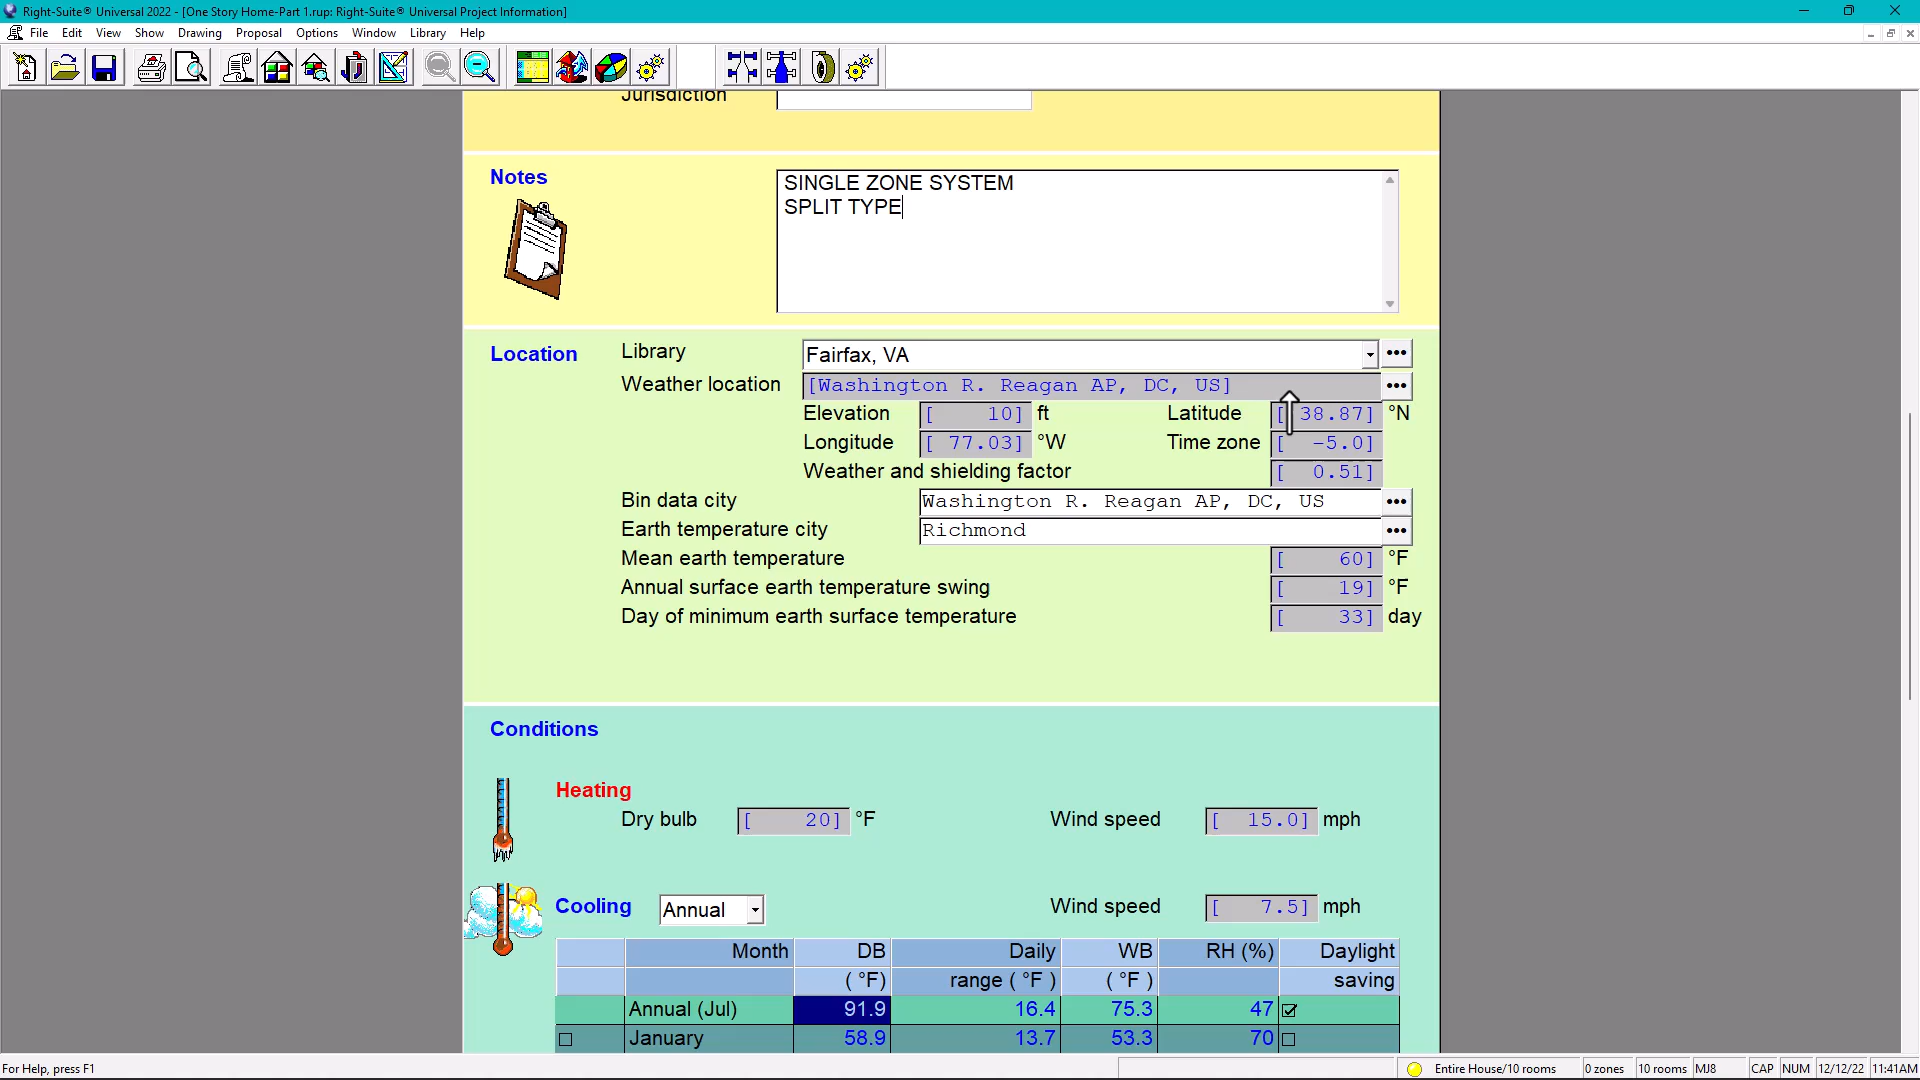 Right-Suite® Universal 2022 - [One Story Home-Part 1.rup: Right-Suite® Universal Project Information]
File Edit View Show Drawing Proposal Options Window Library Help
Jurisdiction
Notes
SINGLE ZONE SYSTEM
SPLIT TYPE
Location
Library Fairfax, VA
Weather location [Washington R. Reagan AP, DC, US]
Elevation [ 10] ft Latitude [ 38.87] °N
Longitude [ 77.03] °W Time zone [ -5.0]
Weather and shielding factor [ 0.51]
Bin data city Washington R. Reagan AP, DC, US
Earth temperature city Richmond
Mean earth temperature [ 60] °F
Annual surface earth temperature swing [ 19] °F
Day of minimum earth surface temperature [ 33] day
Conditions
Heating
Dry bulb [ 20] °F Wind speed [ 15.0] mph
Cooling Annual Wind speed [ 7.5] mph
Month DB Daily WB RH (%) Daylight
( °F) range ( °F ) ( °F ) saving
Annual (Jul) 91.9 16.4 75.3 47
January 58.9 13.7 53.3 70
For Help, press F1 Entire House/10 rooms 0 zones 10 rooms MJ8 CAP NUM 12/12/22 11:41AM